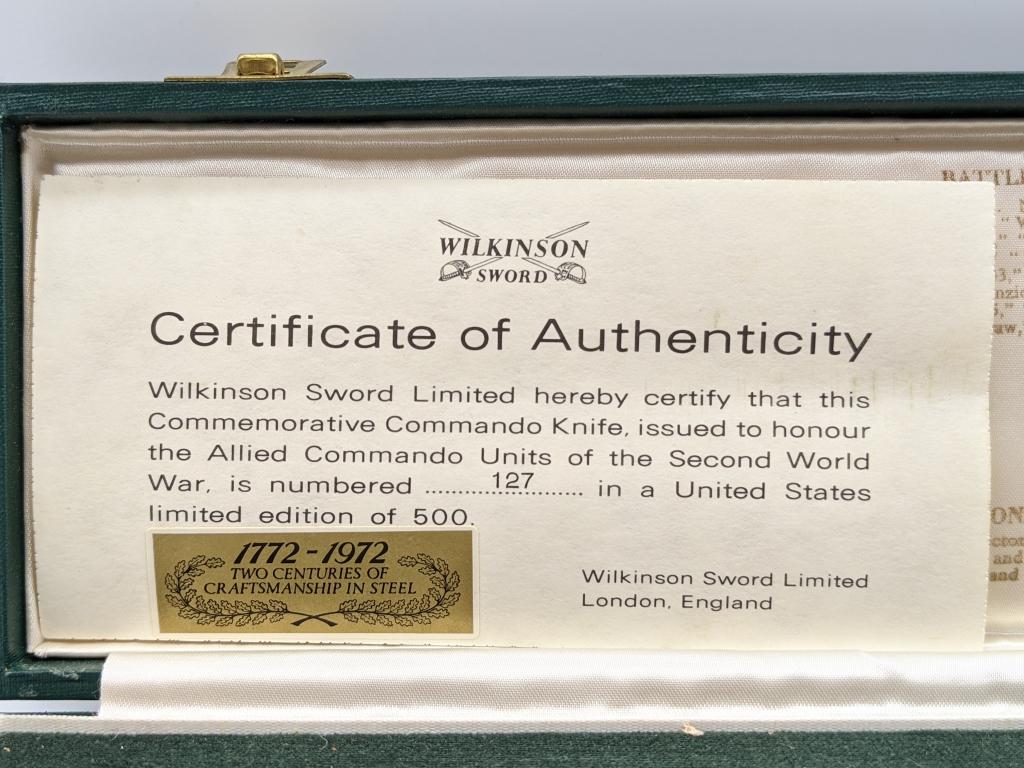 WILKINSON
SWORD
Certificate of Authenticity
Wilkinson Sword Limited hereby certify that this
Commemorative Commando Knife, issued to honour
the Allied Commando Units of the Second World
War, is numbered ........127........ in a United States
limited edition of 500.
1772 - 1972
TWO CENTURIES OF
CRAFTSMANSHIP IN STEEL
Wilkinson Sword Limited
London, England